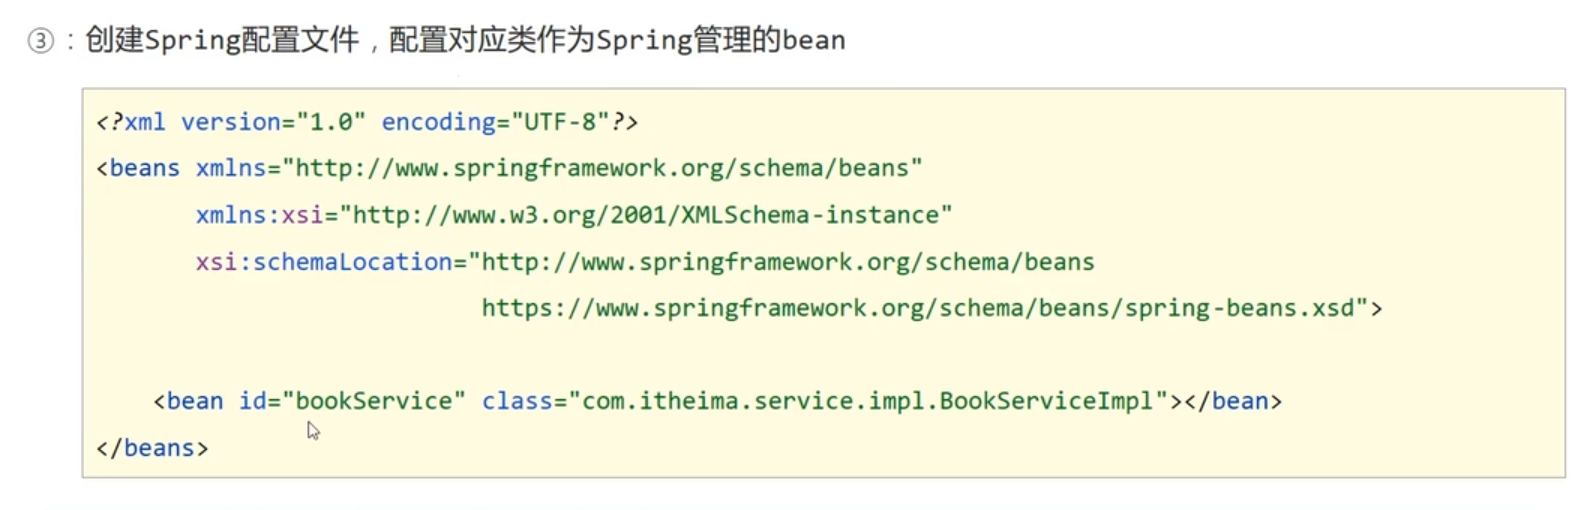 ③：创建Spring配置文件，配置对应类作为Spring管理的bean
<?xml version="1.0" encoding="UTF-8"?>
<beans xmlns="http://www.springframework.org/schema/beans"
xmlns:xsi="http://www.w3.org/2001/XMLSchema-instance"
xsi:schemaLocation="http://www.springframework.org/schema/beans
https://www.springframework.org/schema/beans/spring-beans.xsd">
<bean id="bookService" class="com.itheima.service.impl.BookServiceImpl"></bean>
</beans>